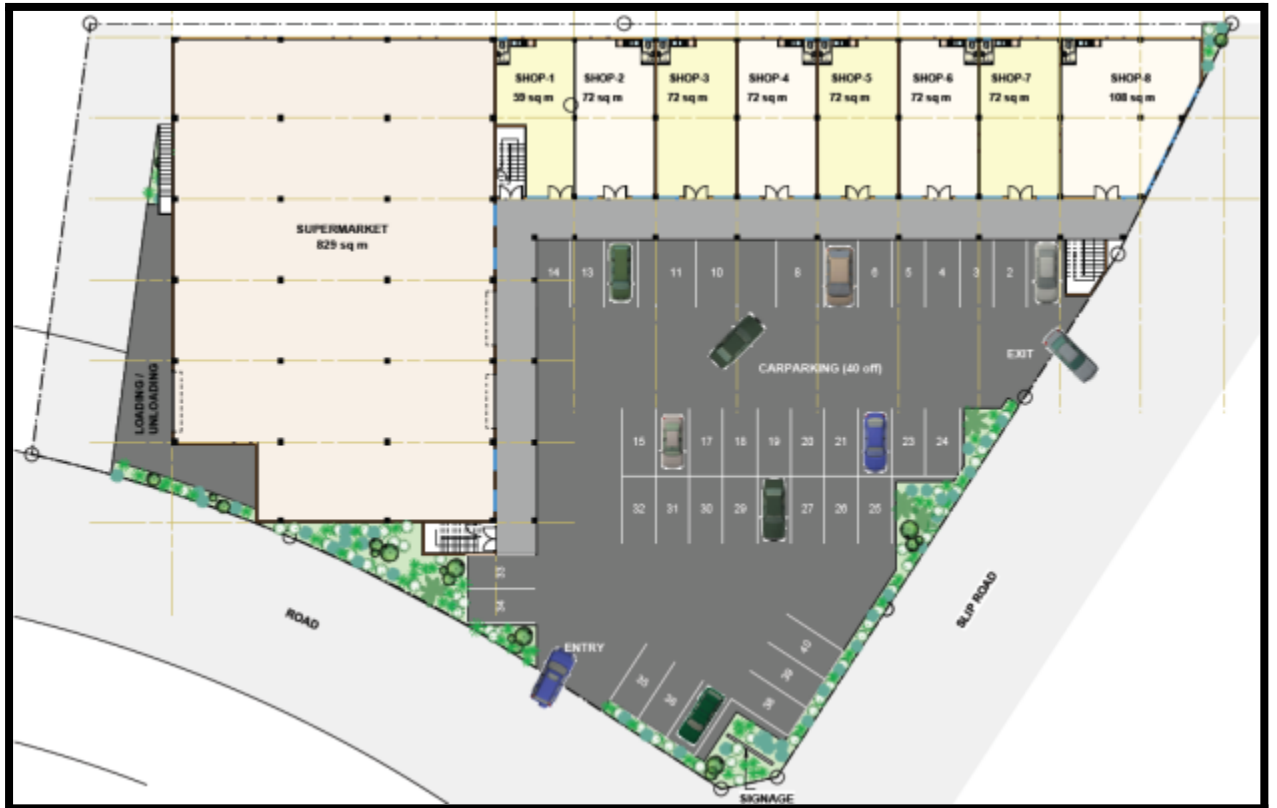 SHOP-1
39 sq m
SHOP-2
72 sq m
SHOP-3
72 sq m
SHOP-4
72 sq m
SHOP-5
72 sq m
SHOP-6
72 sq m
SHOP-7
72 sq m
SHOP-8
108 sq m
SUPERMARKET
829 sq m
14
13
11
10
8
6
5
4
3
2
EXIT
CARPARKING (40 off)
LOADING /
UNLOADING
15
17
18
19
20
21
23
24
32
31
30
29
27
26
25
33
34
ROAD
SLIP ROAD
ENTRY
35
36
40
39
38
SIGNAGE